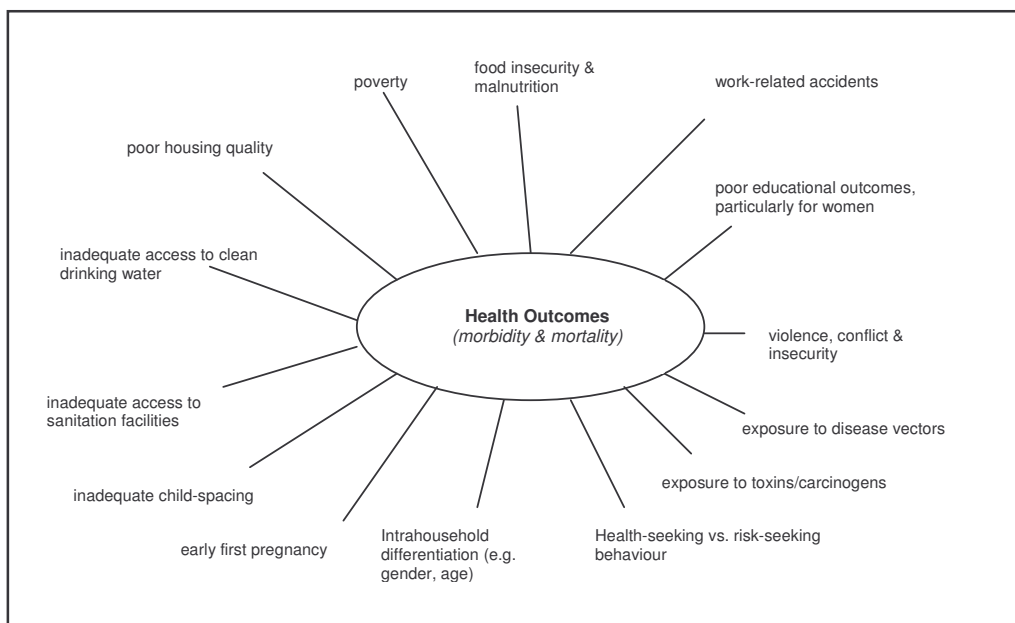 food insecurity &
malnutrition
poverty
work-related accidents
poor housing quality
poor educational outcomes,
particularly for women
inadequate access to clean
drinking water
Health Outcomes
(morbidity & mortality)
violence, conflict &
insecurity
inadequate access to
sanitation facilities
exposure to disease vectors
inadequate child-spacing
exposure to toxins/carcinogens
early first pregnancy
Intrahousehold
differentiation (e.g.
gender, age)
Health-seeking vs. risk-seeking
behaviour